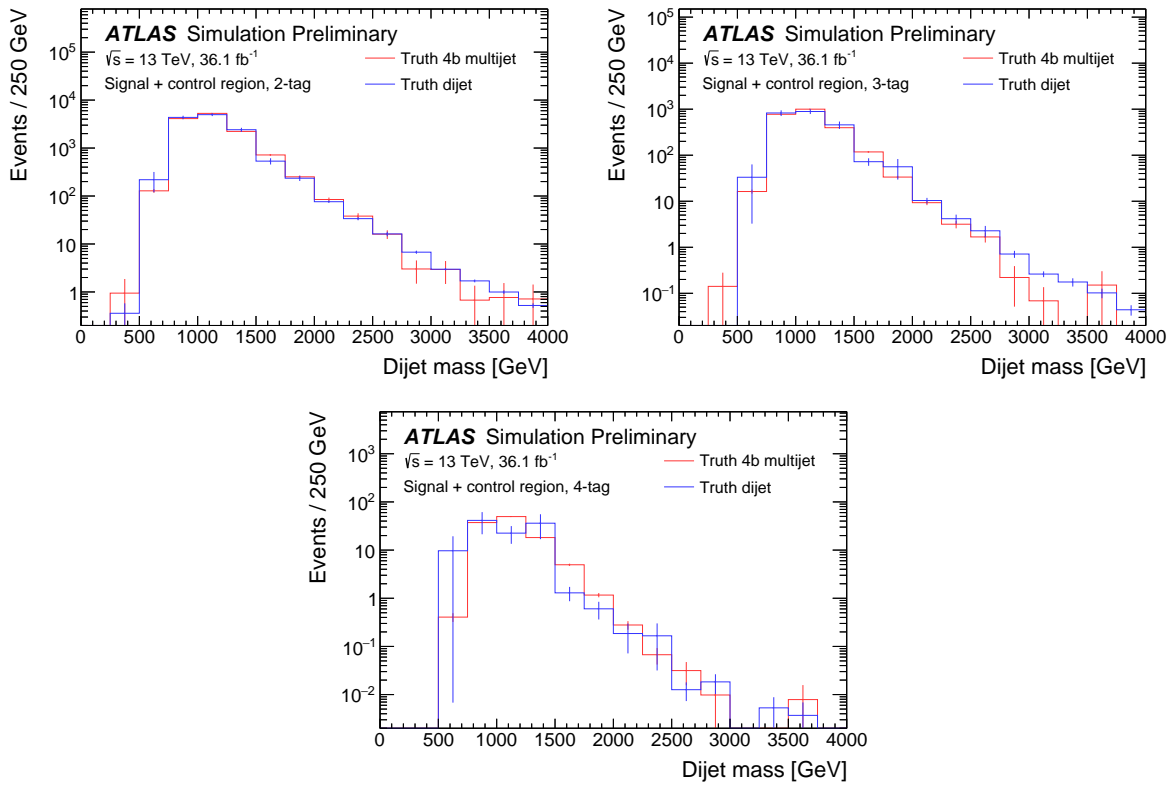 ATLAS Simulation Preliminary
√s = 13 TeV, 36.1 fb⁻¹
Signal + control region, 2-tag
Truth 4b multijet
Truth dijet
Events / 250 GeV
10⁵
10⁴
10³
10²
10
1
0 500 1000 1500 2000 2500 3000 3500 4000
Dijet mass [GeV]
ATLAS Simulation Preliminary
√s = 13 TeV, 36.1 fb⁻¹
Signal + control region, 3-tag
Truth 4b multijet
Truth dijet
Events / 250 GeV
10⁵
10⁴
10³
10²
10
1
10⁻¹
0 500 1000 1500 2000 2500 3000 3500 4000
Dijet mass [GeV]
ATLAS Simulation Preliminary
√s = 13 TeV, 36.1 fb⁻¹
Signal + control region, 4-tag
Truth 4b multijet
Truth dijet
Events / 250 GeV
10³
10²
10
1
10⁻¹
10⁻²
0 500 1000 1500 2000 2500 3000 3500 4000
Dijet mass [GeV]